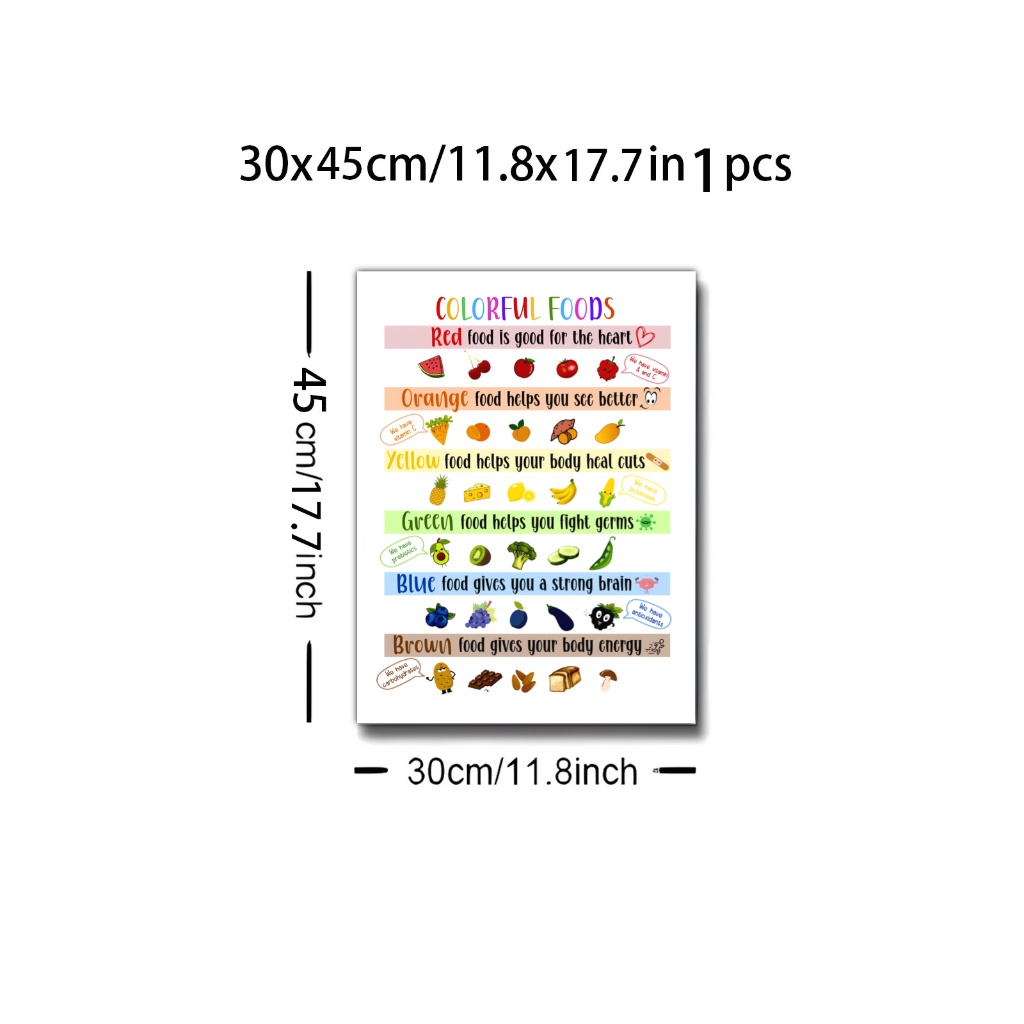 30x45cm/11.8x17.7in 1 pcs
45 cm/17.7inch
COLORFUL FOODS
Red food is good for the heart
We have vitamin
A and C
Orange food helps you see better
We have
vitamin C
Yellow food helps your body heal cuts
We have
potassium
Green food helps you fight germs
We have
prebiotics
Blue food gives you a strong brain
We have
antioxidants
Brown food gives your body energy
We have
carbohydrates
30cm/11.8inch